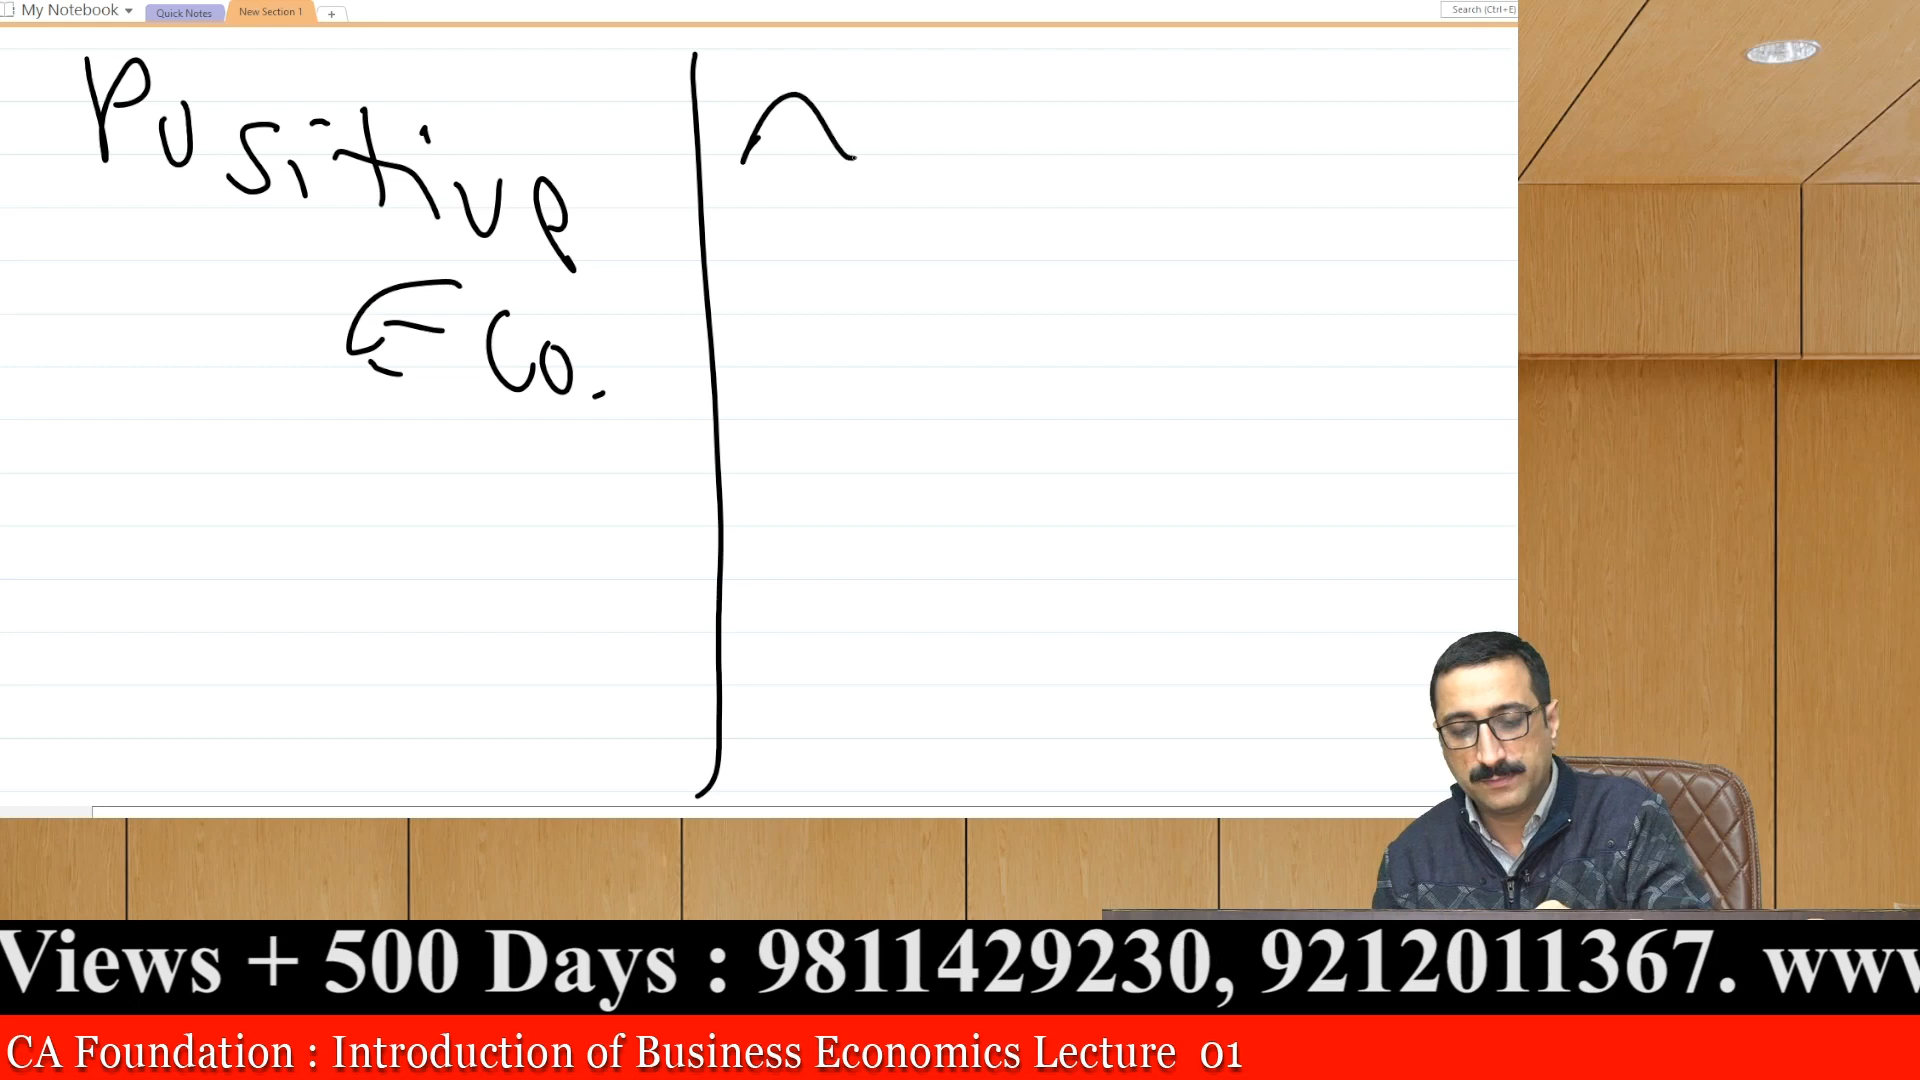 My Notebook
Quick Notes
New Section 1
Search (Ctrl+E)
Positive
Eco.
Views + 500 Days : 9811429230, 9212011367. www
CA Foundation : Introduction of Business Economics Lecture 01